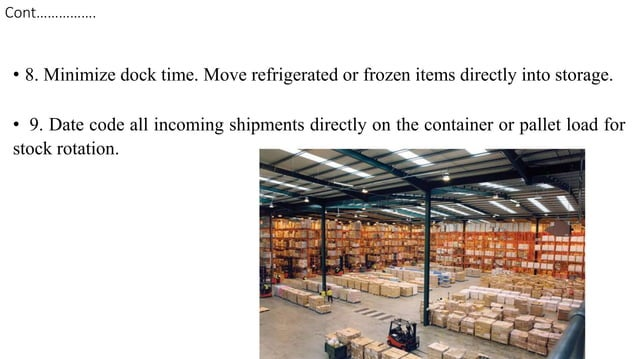 Cont…………….
• 8. Minimize dock time. Move refrigerated or frozen items directly into storage.
• 9. Date code all incoming shipments directly on the container or pallet load for
stock rotation.